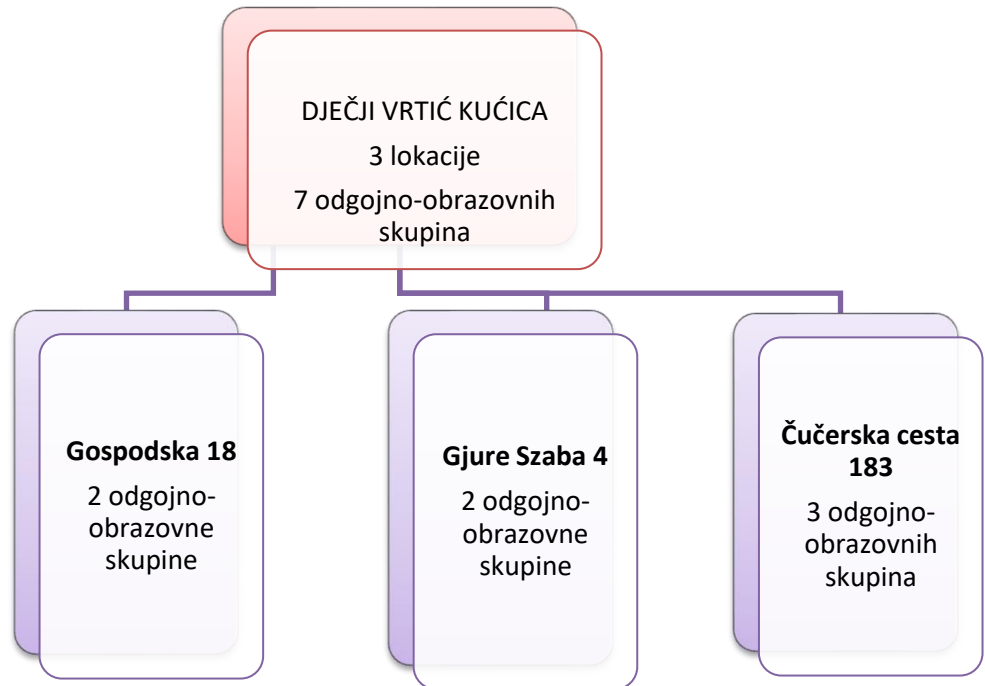 DJEČJI VRTIĆ KUĆICA
3 lokacije
7 odgojno-obrazovnih
skupina
Gospodska 18
2 odgojno-
obrazovne
skupine
Gjure Szaba 4
2 odgojno-
obrazovne
skupine
Čučerska cesta
183
3 odgojno-
obrazovnih
skupina